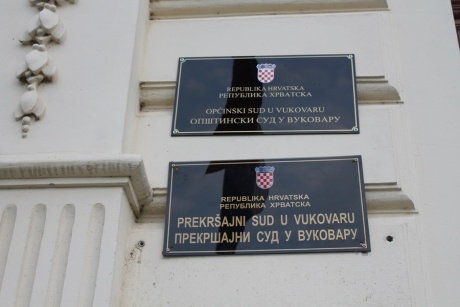 REPUBLIKA HRVATSKA
РЕПУБЛИКА ХРВАТСКА
OPĆINSKI SUD U VUKOVARU
ОПШТИНСКИ СУД У ВУКОВАРУ
REPUBLIKA HRVATSKA
РЕПУБЛИКА ХРВАТСКА
PREKRŠAJNI SUD U VUKOVARU
ПРЕКРШАЈНИ СУД У ВУКОВАРУ